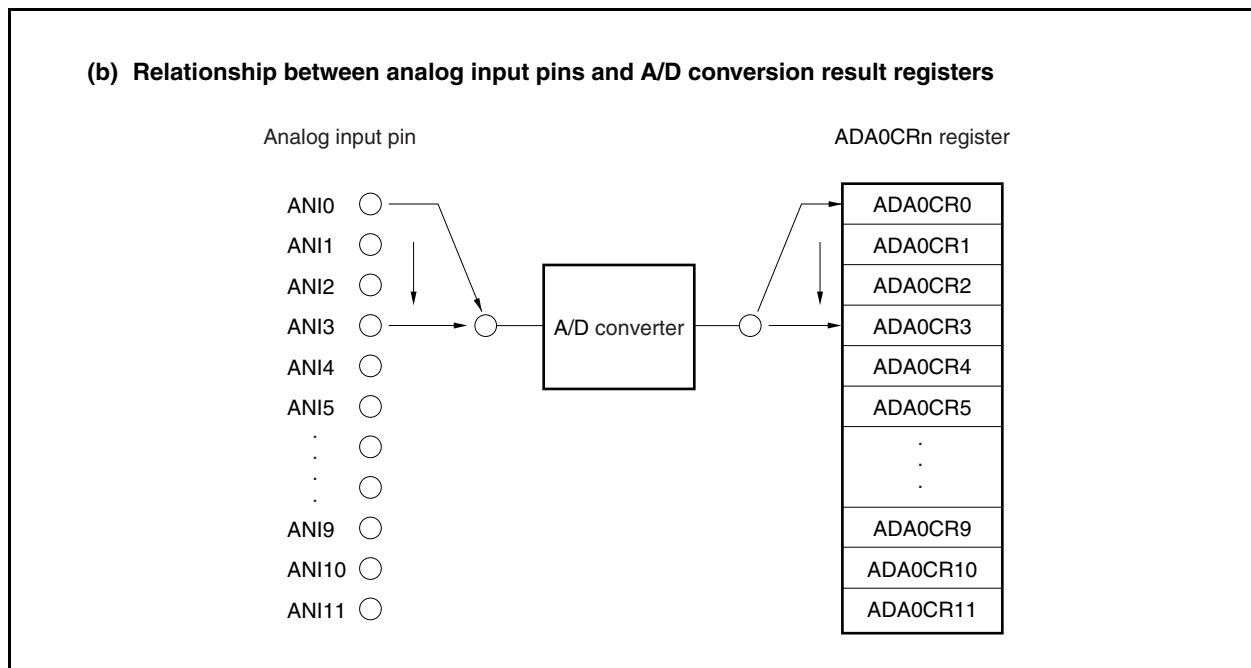 (b) Relationship between analog input pins and A/D conversion result registers
Analog input pin
ADA0CRn register
ANI0
ANI1
ANI2
ANI3
ANI4
ANI5
.
.
.
.
ANI9
ANI10
ANI11
A/D converter
ADA0CR0
ADA0CR1
ADA0CR2
ADA0CR3
ADA0CR4
ADA0CR5
.
.
.
ADA0CR9
ADA0CR10
ADA0CR11